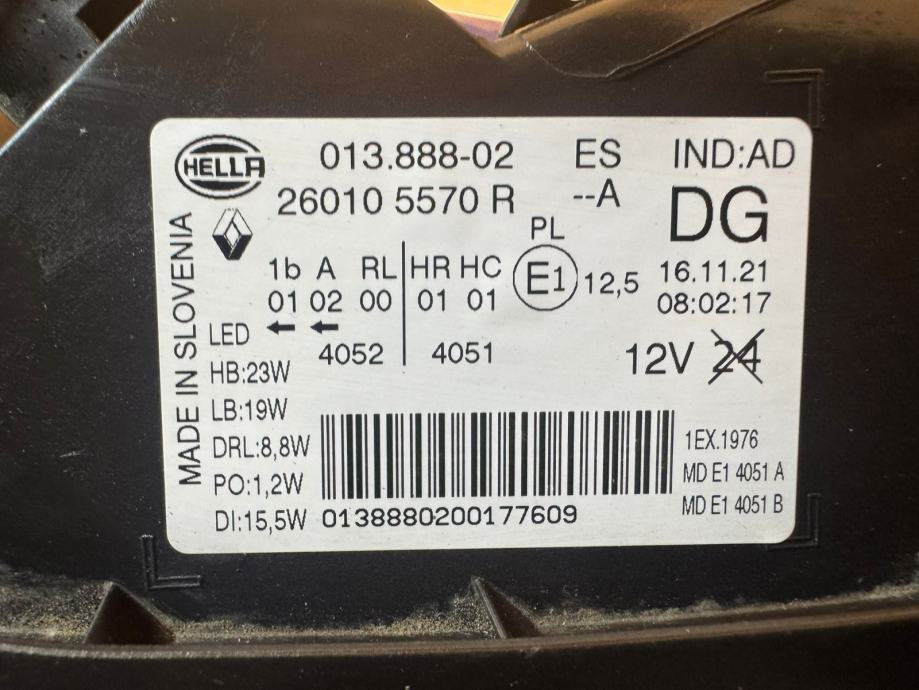 HELLA 013.888-02 ES IND:AD
26010 5570 R --A DG
PL
1b A RL HR HC E1 12,5 16.11.21
01 02 00 01 01 08:02:17
LED ← ←
4052 4051 12V 24
HB:23W
LB:19W
DRL:8,8W 1EX.1976
PO:1,2W MD E1 4051 A
DI:15,5W 0138880200177609 MD E1 4051 B
MADE IN SLOVENIA